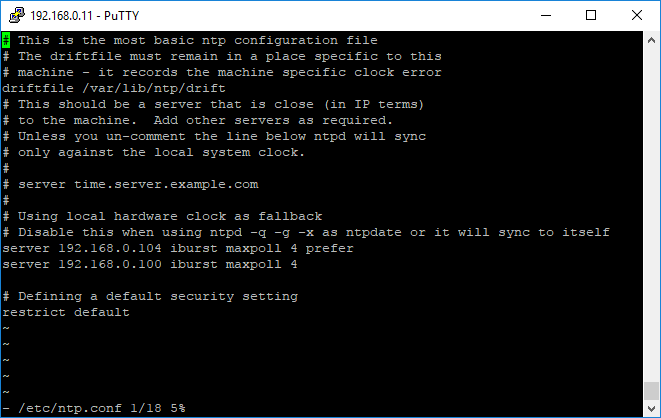 192.168.0.11 - PuTTY
# This is the most basic ntp configuration file
# The driftfile must remain in a place specific to this
# machine - it records the machine specific clock error
driftfile /var/lib/ntp/drift
# This should be a server that is close (in IP terms)
# to the machine.  Add other servers as required.
# Unless you un-comment the line below ntpd will sync
# only against the local system clock.
#
# server time.server.example.com
#
# Using local hardware clock as fallback
# Disable this when using ntpd -q -g -x as ntpdate or it will sync to itself
server 192.168.0.104 iburst maxpoll 4 prefer
server 192.168.0.100 iburst maxpoll 4

# Defining a default security setting
restrict default
~
~
~
~
~
- /etc/ntp.conf 1/18 5%